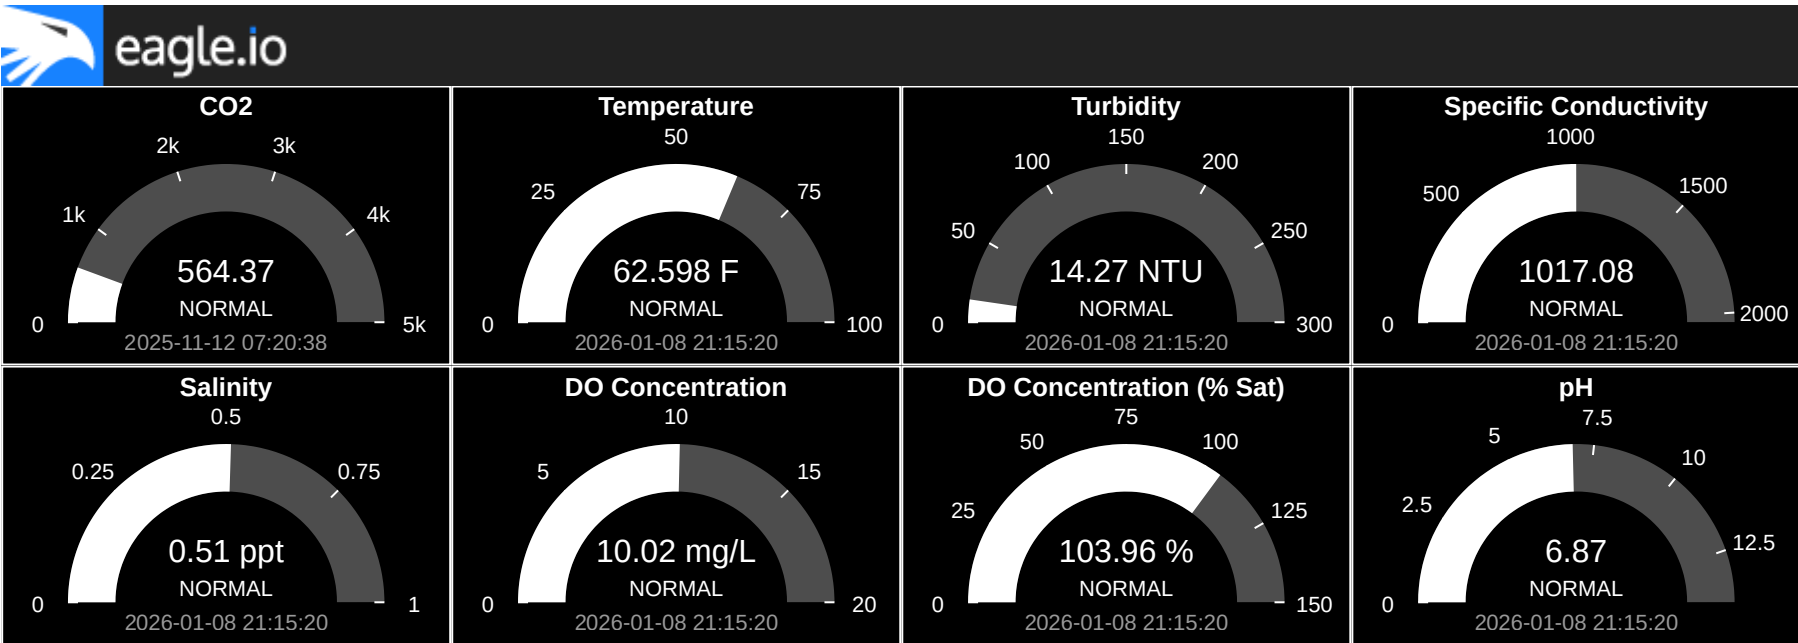 eagle.io
CO2
0
1k
2k
3k
4k
5k
564.37
NORMAL
2025-11-12 07:20:38
Temperature
0
25
50
75
100
62.598 F
NORMAL
2026-01-08 21:15:20
Turbidity
0
50
100
150
200
250
300
14.27 NTU
NORMAL
2026-01-08 21:15:20
Specific Conductivity
0
500
1000
1500
2000
1017.08
NORMAL
2026-01-08 21:15:20
Salinity
0
0.25
0.5
0.75
1
0.51 ppt
NORMAL
2026-01-08 21:15:20
DO Concentration
0
5
10
15
20
10.02 mg/L
NORMAL
2026-01-08 21:15:20
DO Concentration (% Sat)
0
25
50
75
100
125
150
103.96 %
NORMAL
2026-01-08 21:15:20
pH
0
2.5
5
7.5
10
12.5
6.87
NORMAL
2026-01-08 21:15:20